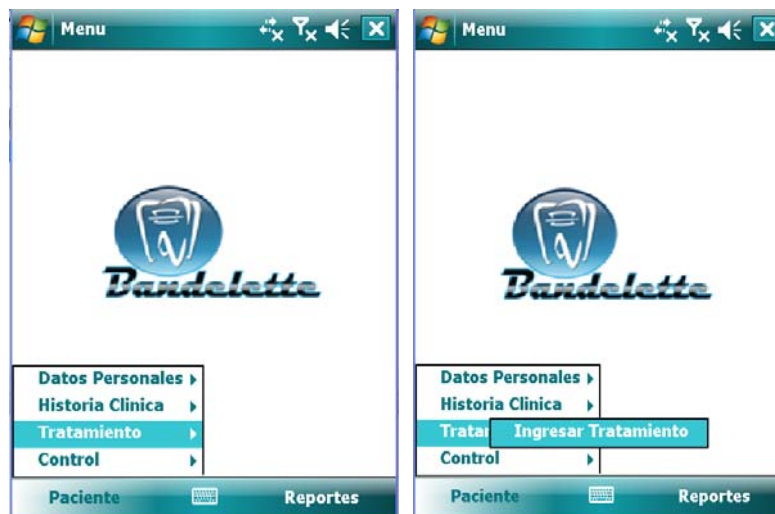 Menu
Bandelette
Datos Personales
Historia Clinica
Tratamiento
Control
Paciente
Reportes
Menu
Bandelette
Datos Personales
Historia Clinica
Tratar
Ingresar Tratamiento
Control
Paciente
Reportes